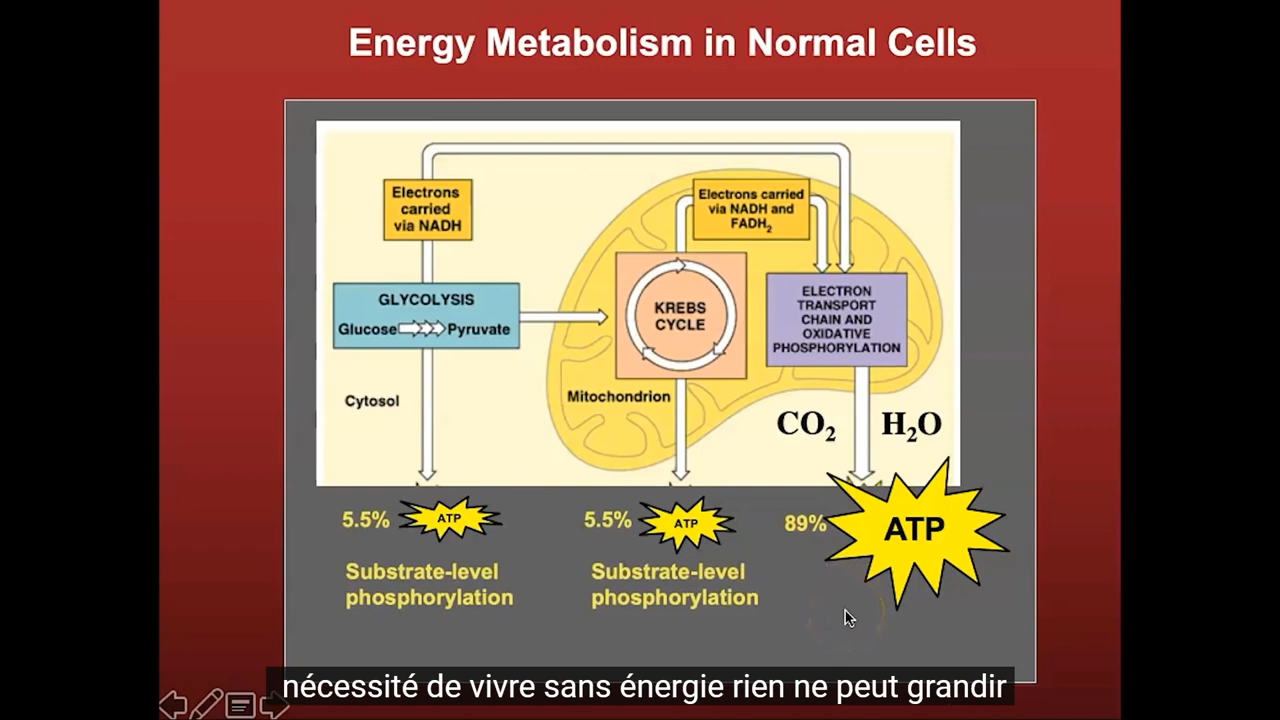 Energy Metabolism in Normal Cells
Electrons
carried
via NADH
Electrons carried
via NADH and
FADH₂
GLYCOLYSIS
Glucose Pyruvate
KREBS
CYCLE
ELECTRON
TRANSPORT
CHAIN AND
OXIDATIVE
PHOSPHORYLATION
Cytosol
Mitochondrion
CO₂ H₂O
5.5% ATP
5.5% ATP
89% ATP
Substrate-level
phosphorylation
Substrate-level
phosphorylation
nécessité de vivre sans énergie rien ne peut grandir